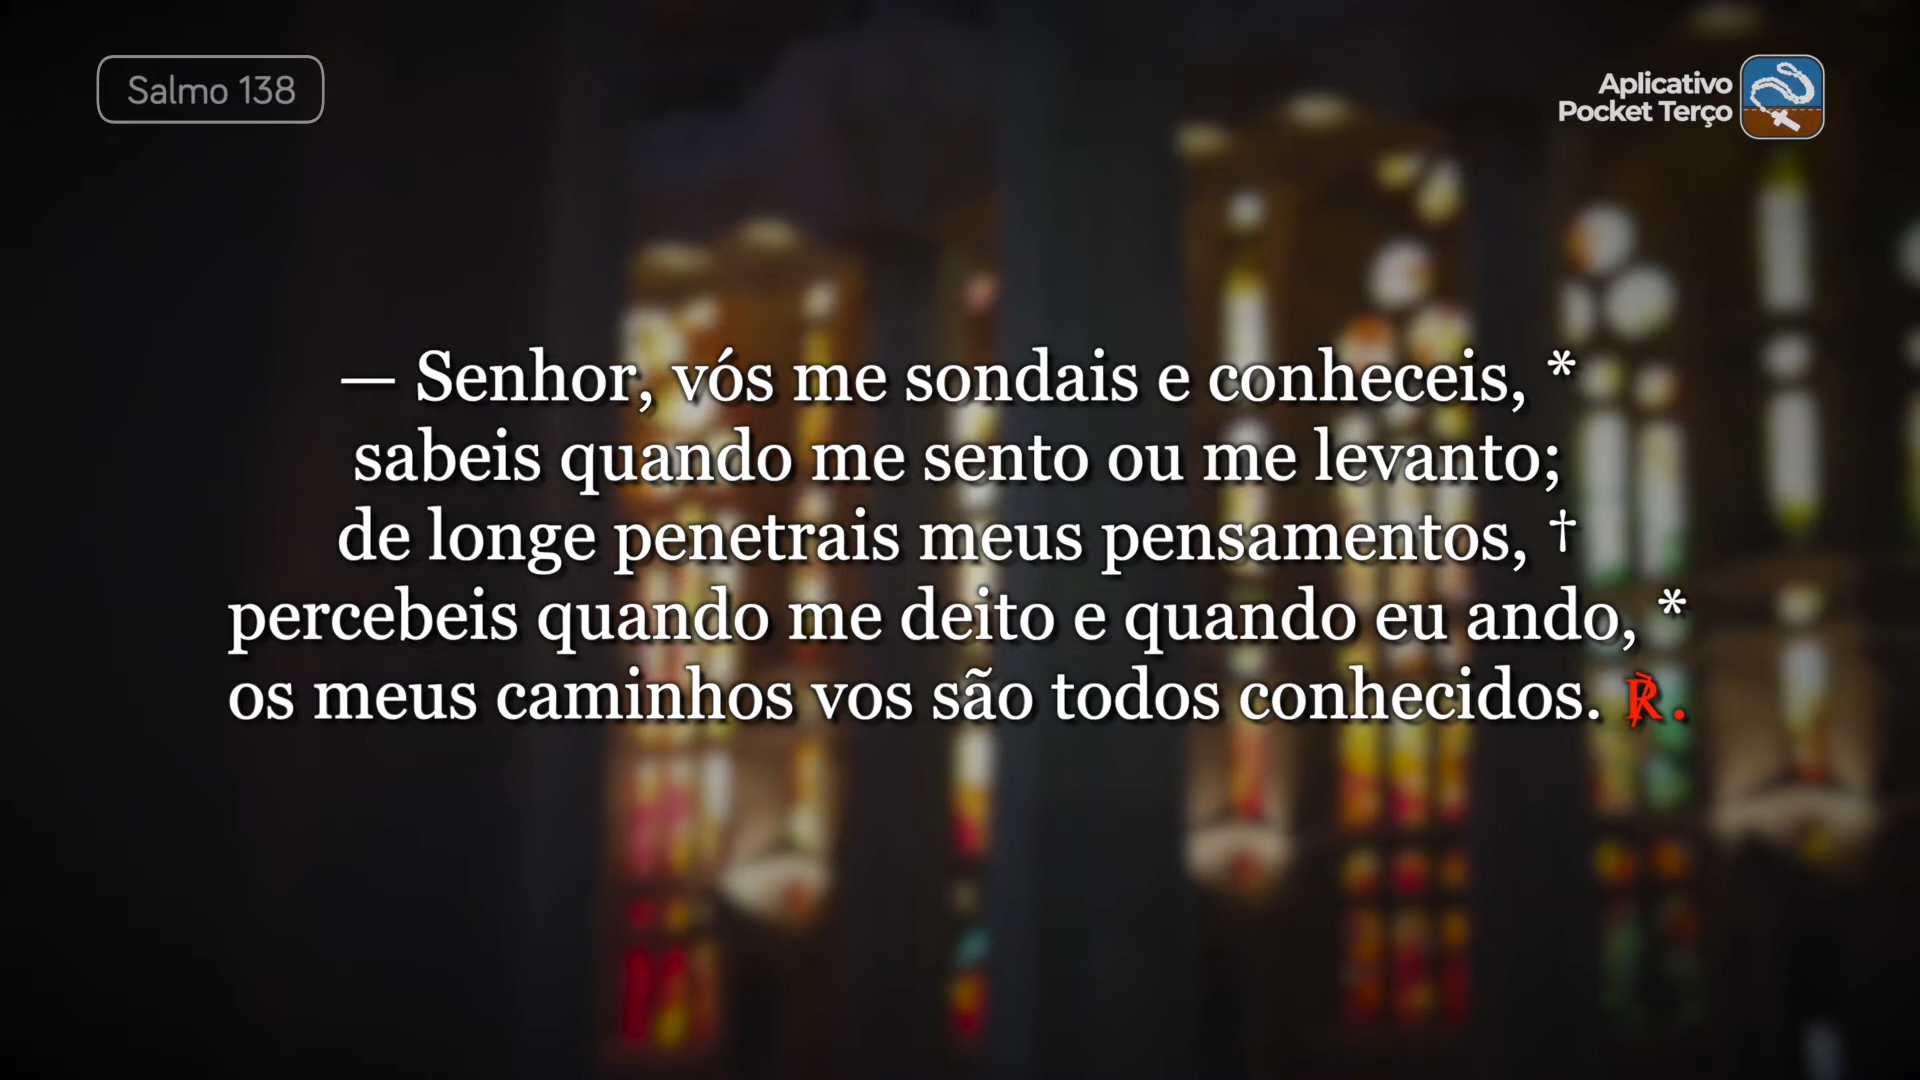 Salmo 138
Aplicativo
Pocket Terço
— Senhor, vós me sondais e conheceis, *
sabeis quando me sento ou me levanto;
de longe penetrais meus pensamentos, †
percebeis quando me deito e quando eu ando, *
os meus caminhos vos são todos conhecidos. ℟.